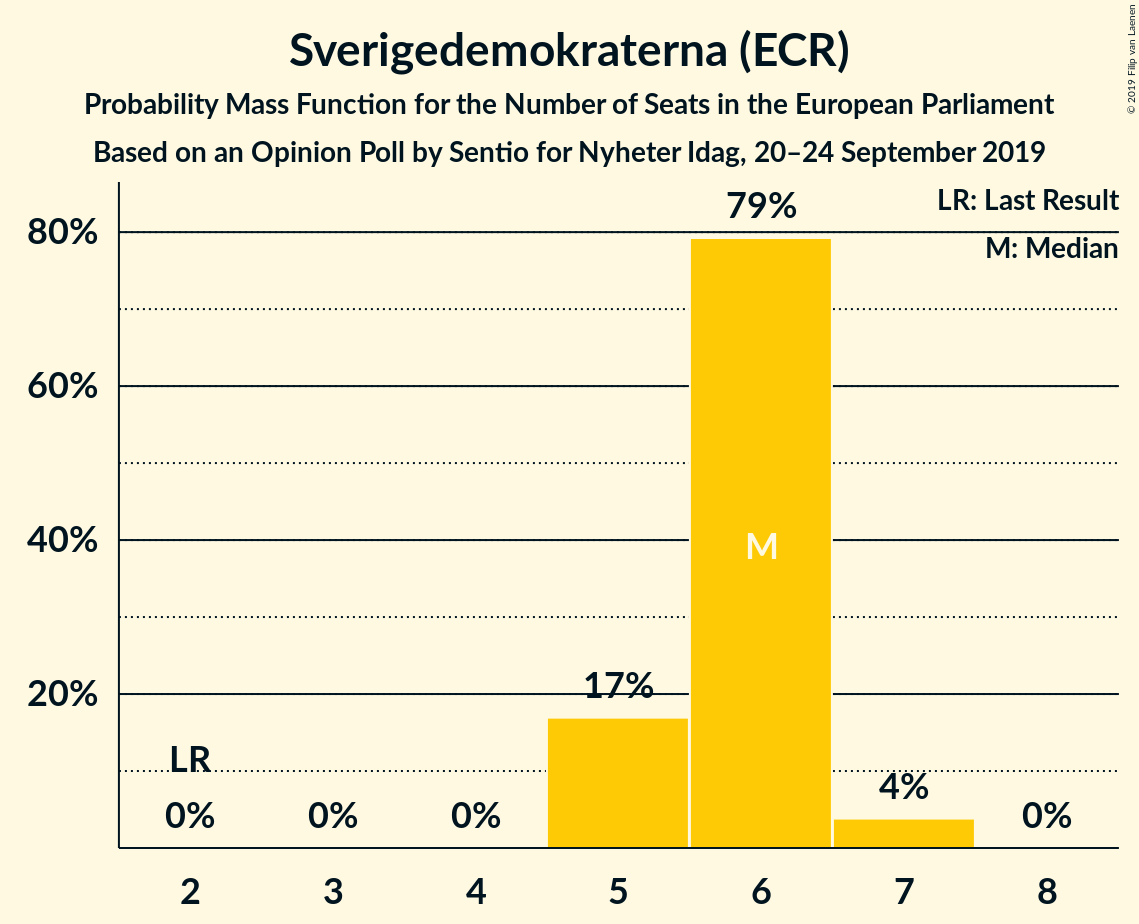 Sverigedemokraterna (ECR)
Probability Mass Function for the Number of Seats in the European Parliament
Based on an Opinion Poll by Sentio for Nyheter Idag, 20–24 September 2019
© 2019 Filip van Laenen
LR: Last Result
M: Median
80%
60%
40%
20%
LR
0%
0%
0%
17%
79%
M
4%
0%
2 3 4 5 6 7 8